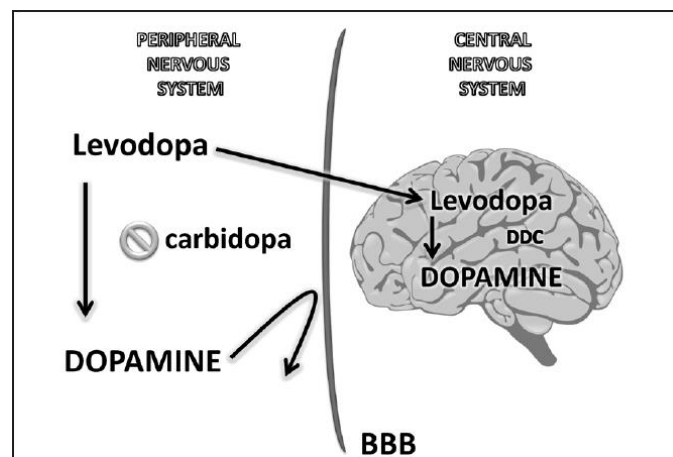 PERIPHERAL
NERVOUS
SYSTEM
CENTRAL
NERVOUS
SYSTEM
Levodopa
carbidopa
DOPAMINE
Levodopa
DDC
DOPAMINE
BBB